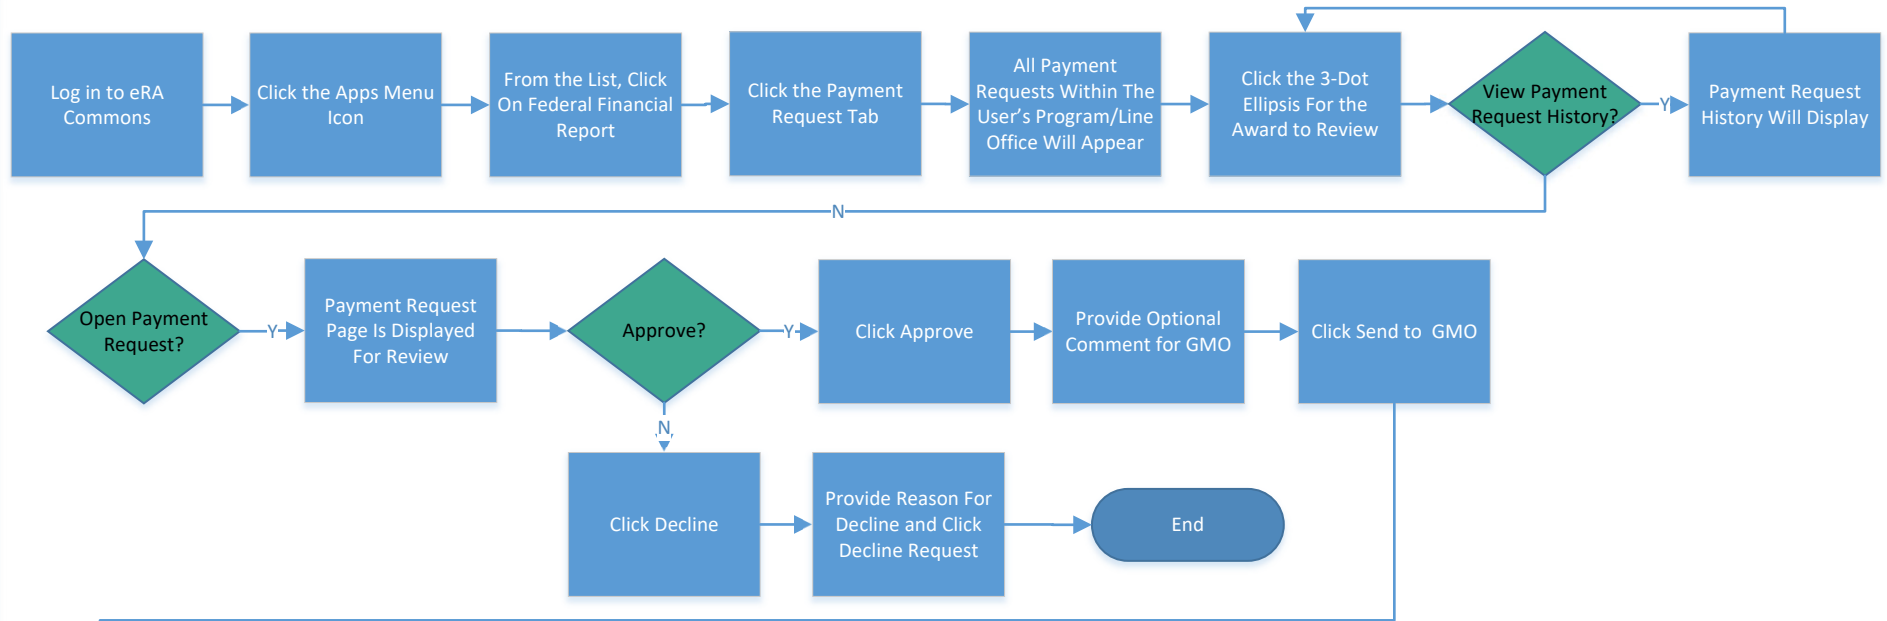 Log in to eRA
Commons
Click the Apps Menu
Icon
From the List, Click
On Federal Financial
Report
Click the Payment
Request Tab
All Payment
Requests Within The
User's Program/Line
Office Will Appear
Click the 3-Dot
Ellipsis For the
Award to Review
View Payment
Request History?
Y
Payment Request
History Will Display
N
Open Payment
Request?
Y
Payment Request
Page Is Displayed
For Review
Approve?
Y
Click Approve
Provide Optional
Comment for GMO
Click Send to GMO
N
Click Decline
Provide Reason For
Decline and Click
Decline Request
End